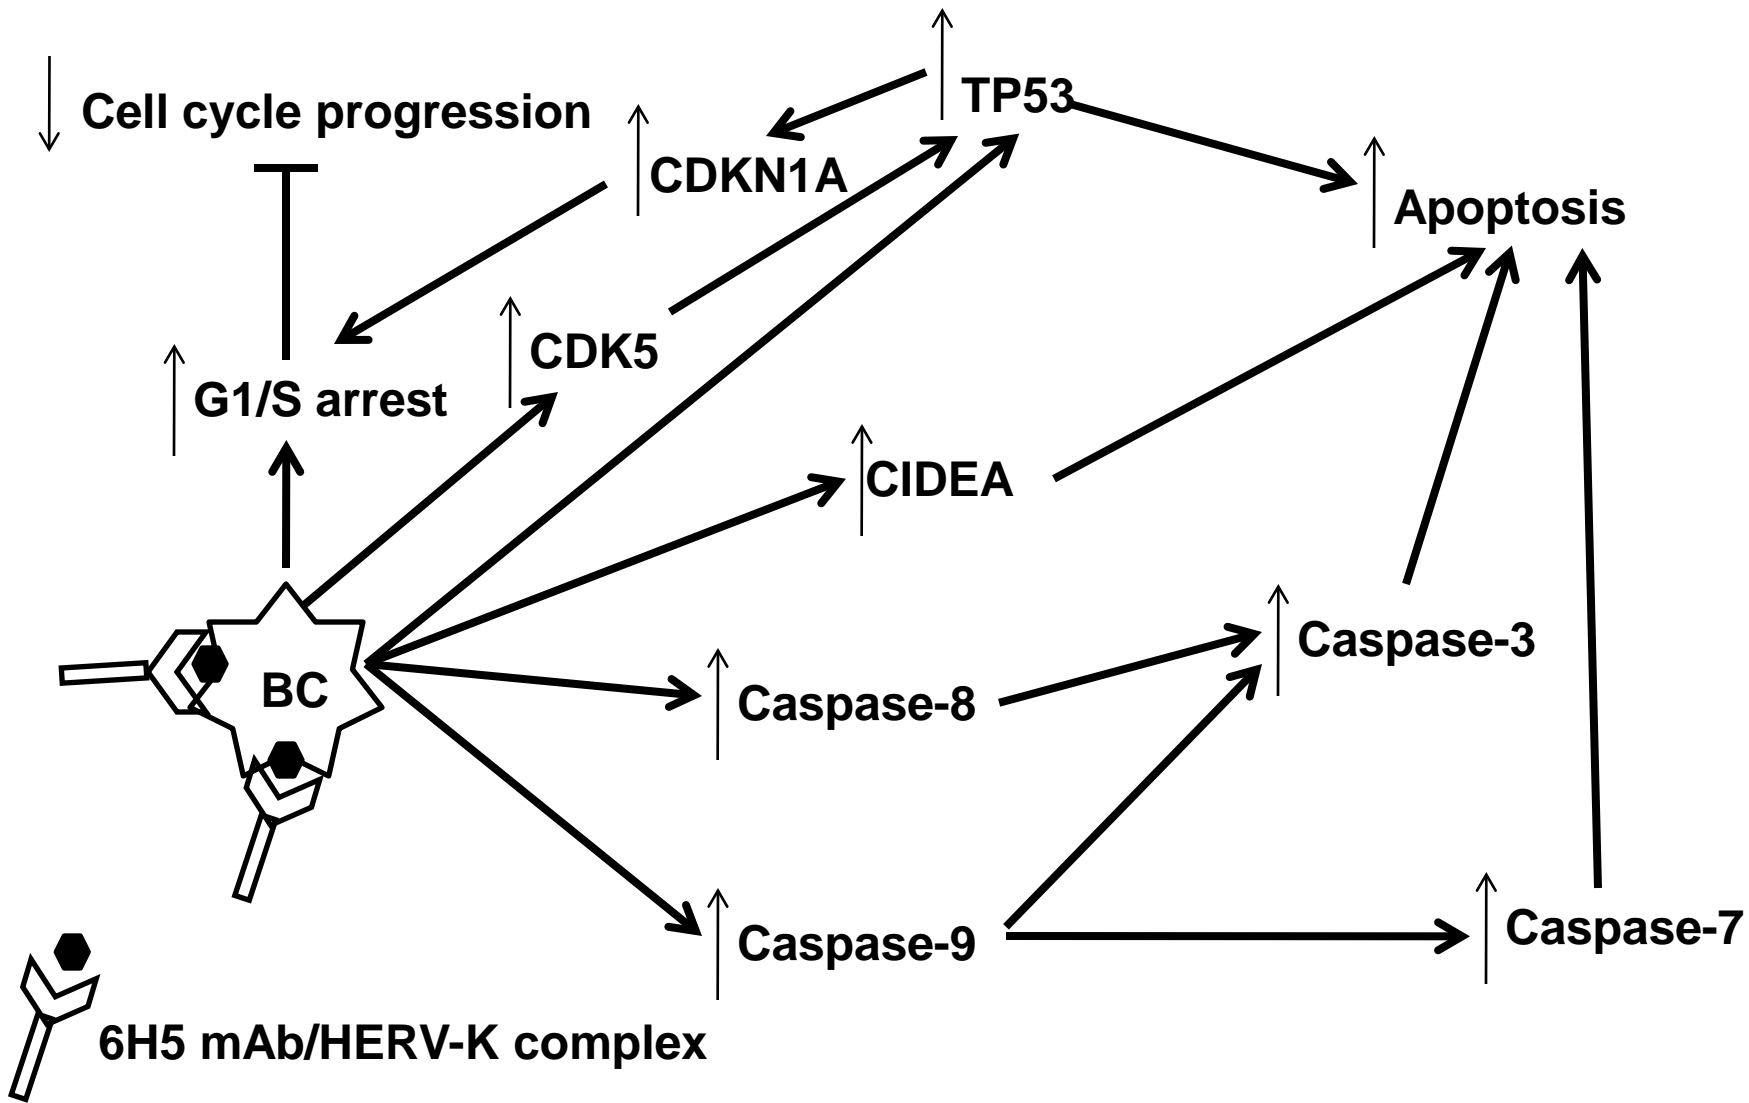 TP53
Cell cycle progression
CDKN1A
Apoptosis
CDK5
G1/S arrest
CIDEA
Caspase-3
BC
Caspase-8
Caspase-9
Caspase-7
6H5 mAb/HERV-K complex